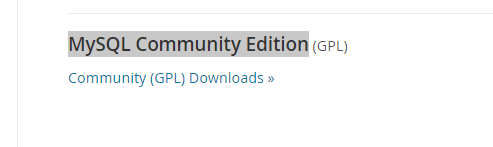 MySQL Community Edition (GPL)
Community (GPL) Downloads »